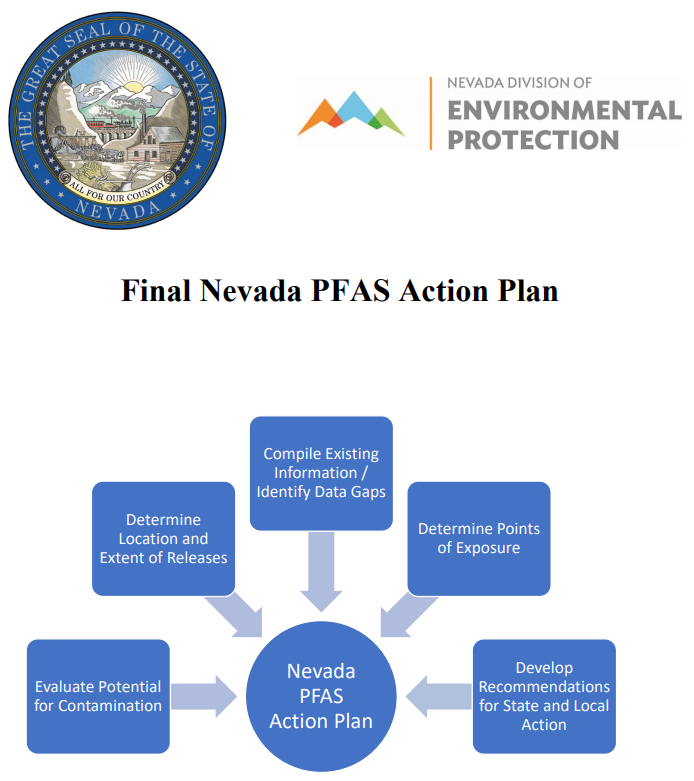 THE GREAT SEAL OF THE STATE OF
NEVADA
ALL FOR OUR COUNTRY
NEVADA DIVISION OF
ENVIRONMENTAL
PROTECTION
Final Nevada PFAS Action Plan
Compile Existing
Information /
Identify Data Gaps
Determine
Location and
Extent of Releases
Determine Points
of Exposure
Evaluate Potential
for Contamination
Nevada
PFAS
Action Plan
Develop
Recommendations
for State and Local
Action